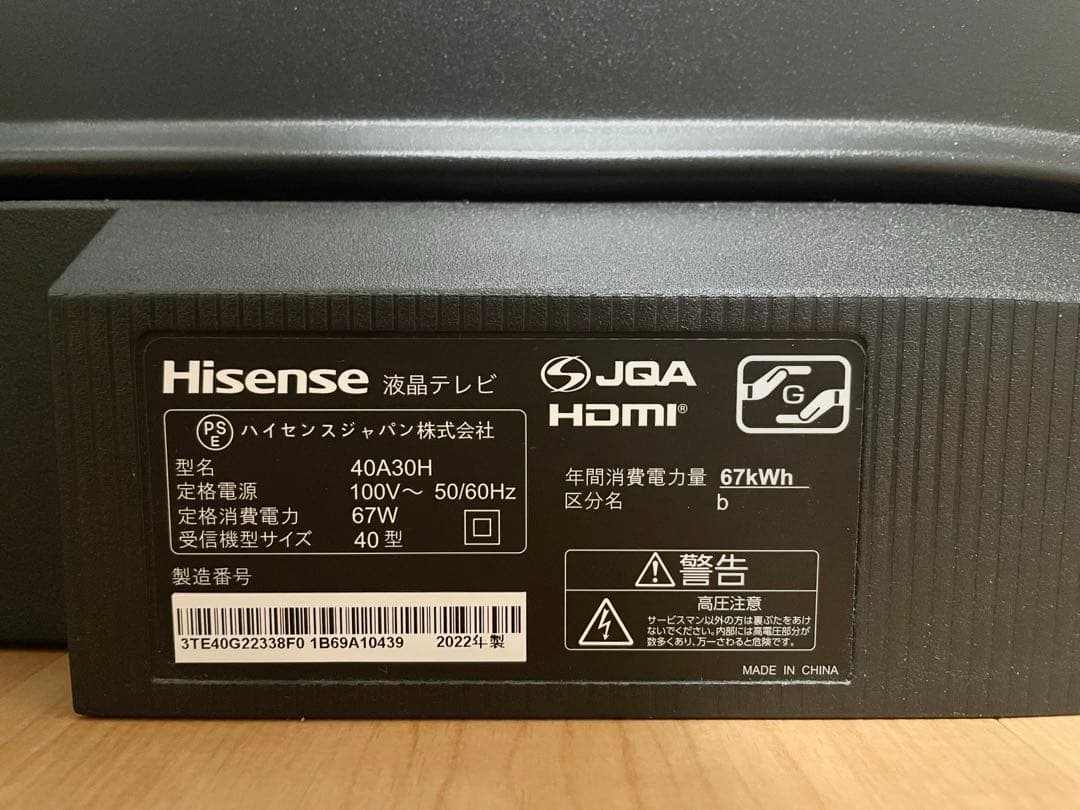 Hisense 液晶テレビ
PSE ハイセンスジャパン株式会社
型名 40A30H
定格電源 100V～ 50/60Hz
定格消費電力 67W
受信機型サイズ 40型
製造番号
3TE40G22338F0 1B69A10439 2022年製
JQA
HDMI®
G
年間消費電力量 67kWh
区分名 b
警告
高圧注意
サービスマン以外の方は裏ぶたをあけ
ないでください。内部には高電圧部分が
数多くあり、万一さわると危険です。
MADE IN CHINA